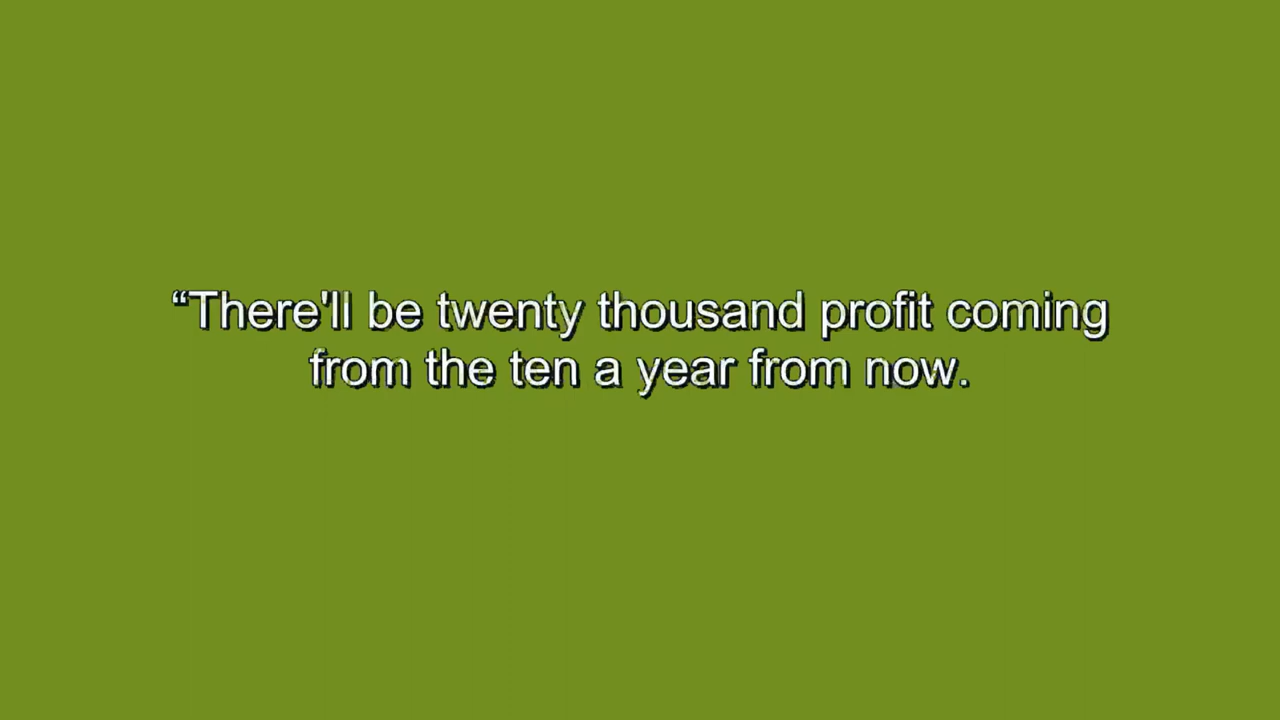 “There'll be twenty thousand profit coming
from the ten a year from now.